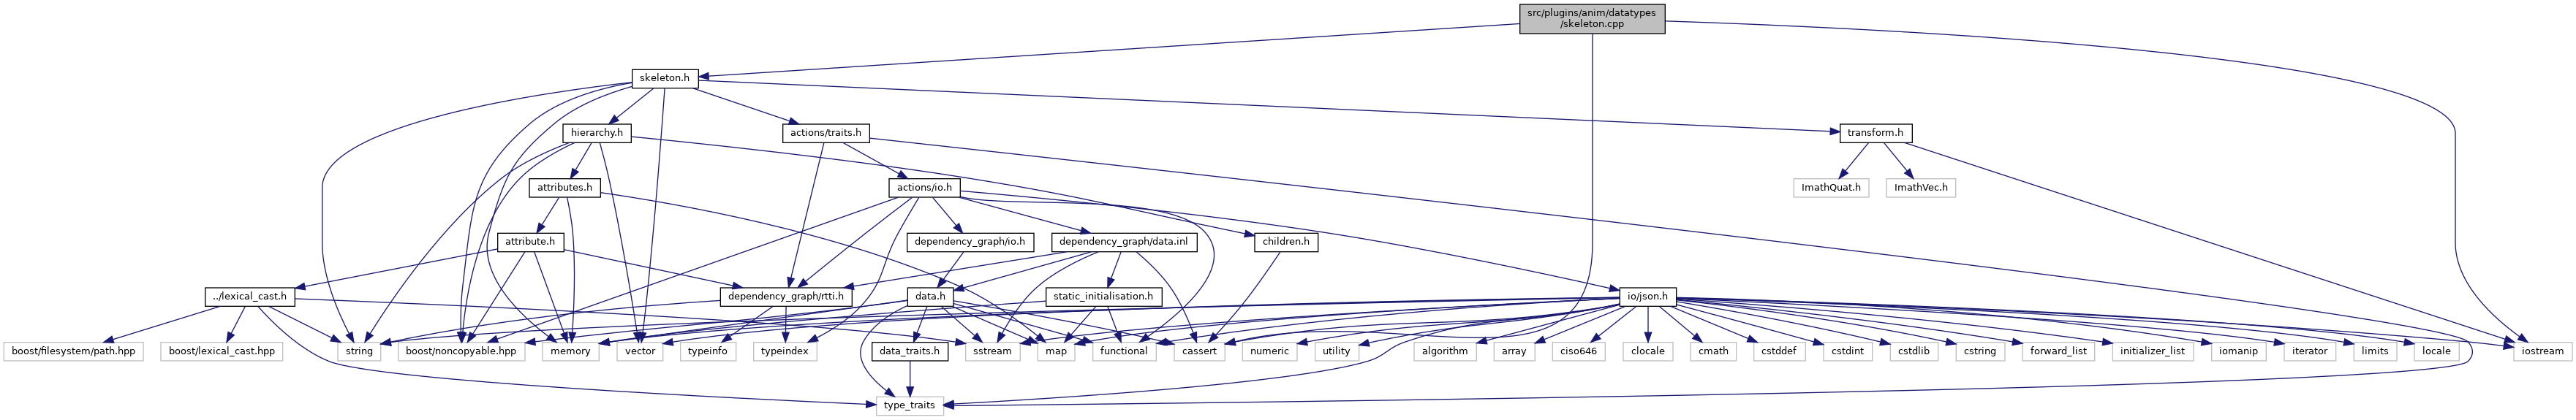 src/plugins/anim/datatypes
/skeleton.cpp
skeleton.h
hierarchy.h
actions/traits.h
transform.h
attributes.h
actions/io.h
ImathQuat.h
ImathVec.h
attribute.h
dependency_graph/io.h
dependency_graph/data.inl
children.h
../lexical_cast.h
dependency_graph/rtti.h
data.h
static_initialisation.h
io/json.h
boost/filesystem/path.hpp
boost/lexical_cast.hpp
string
boost/noncopyable.hpp
memory
vector
typeinfo
typeindex
data_traits.h
sstream
map
functional
cassert
numeric
utility
algorithm
array
ciso646
clocale
cmath
cstddef
cstdint
cstdlib
cstring
forward_list
initializer_list
iomanip
iterator
limits
locale
iostream
type_traits